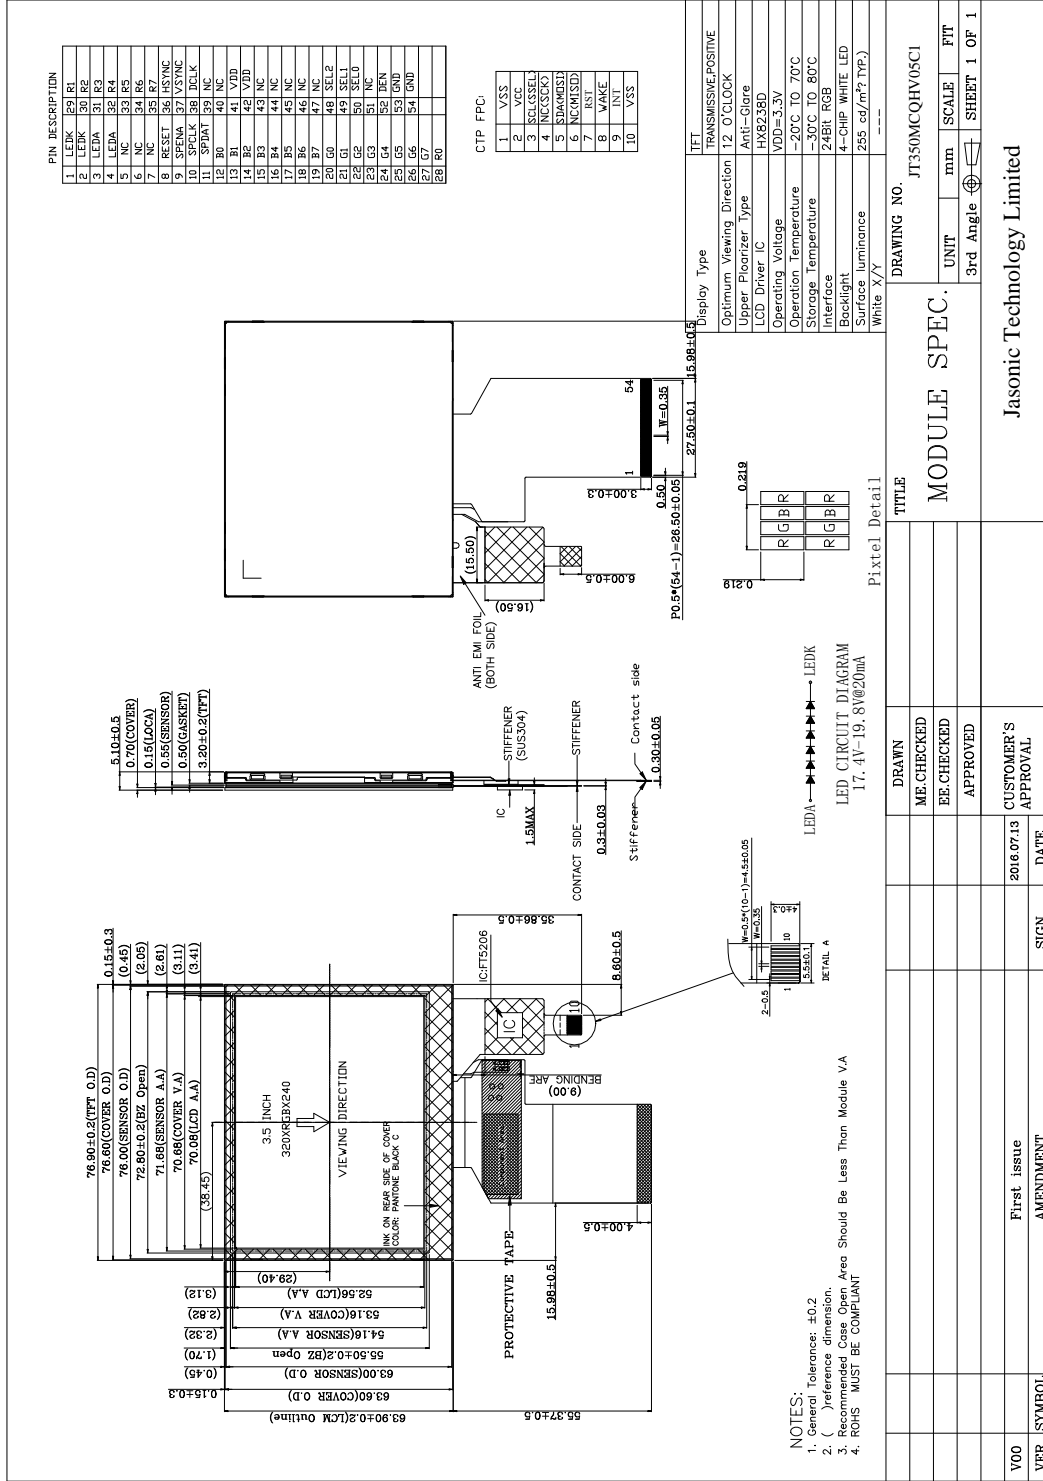 PIN DESCRIPTION
1 LEDK 29 R1
2 LEDK 30 R2
3 LEDA 31 R3
4 LEDA 32 R4
5 NC 33 R5
6 NC 34 R6
7 NC 35 R7
8 RESET 36 HSYNC
9 SPENA 37 VSYNC
10 SPCLK 38 DCLK
11 SPDAT 39 NC
12 B0 40 NC
13 B1 41 VDD
14 B2 42 VDD
15 B3 43 NC
16 B4 44 NC
17 B5 45 NC
18 B6 46 NC
19 B7 47 NC
20 G0 48 SEL2
21 G1 49 SEL1
22 G2 50 SEL0
23 G3 51 NC
24 G4 52 DEN
25 G5 53 GND
26 G6 54 GND
27 G7
28 R0
CTP FPC:
1 VSS
2 VCC
3 SCL(SSEL)
4 NC(SCK)
5 SDA(MOSI)
6 NC(MISO)
7 RST
8 WAKE
9 INT
10 VSS
76.90±0.2(TFT O.D)
76.60(COVER O.D)
76.00(SENSOR O.D)
72.80±0.2(BZ Open)
71.68(SENSOR A.A)
70.68(COVER V.A)
70.08(LCD A.A)
(38.45)
0.15±0.3
(0.45)
(2.05)
(2.61)
(3.11)
(3.41)
3.5 INCH
320XRGBX240
VIEWING DIRECTION
INK ON REAR SIDE OF COVER
COLOR: PANTONE BLACK C
(29.40)
52.56(LCD A.A)
53.16(COVER V.A)
54.16(SENSOR A.A)
55.50±0.2(BZ Open
63.00(SENSOR O.D)
63.60(COVER O.D)
63.90±0.2(LCM Outline)
(3.12)
(2.82)
(2.32)
(1.70)
(0.45)
0.15±0.3
55.37±0.5
15.98±0.5
4.00±0.5
PROTECTIVE TAPE
BENDING ARE
(9.00)
IC
IC:FT5206
35.86±0.5
8.60±0.5
1
10
2-0.5
W=0.5*(10-1)=4.5±0.05
W=0.35
4±0.3
1
10
5.5±0.1
DETAIL A
5.10±0.5
0.70(COVER)
0.15(LOCA)
0.55(SENSOR)
0.50(GASKET)
3.20±0.2(TFT)
IC
1.5MAX
STIFFENER
(SUS304)
CONTACT SIDE
STIFFENER
0.3±0.03
Stiffener
Contact side
0.30±0.05
ANTI EMI FOIL
(BOTH SIDE)
(15.50)
(16.50)
6.00±0.5
3.00±0.3
1
54
0.50
W=0.35
P0.5*(54-1)=26.50±0.05
27.50±0.1
15.98±0.5
0.219
0.219
R G B R
R G B R
Pixtel Detail
LEDA
LEDK
LED CIRCUIT DIAGRAM
17.4V-19.8V@20mA
NOTES:
1. General Tolerance: ±0.2
2. ( )reference dimension.
3. Recommended Case Open Area Should Be Less Than Module V.A
4. ROHS MUST BE COMPLIANT
Display Type TFT
TRANSMISSIVE,POSITIVE
Optimum Viewing Direction 12 O'CLOCK
Upper Ploarizer Type Anti-Glare
LCD Driver IC HX8238D
Operating Voltage VDD=3.3V
Operation Temperature -20°C TO 70°C
Storage Temperature -30°C TO 80°C
Interface 24Bit RGB
Backlight 4-CHIP WHITE LED
Surface luminance 255 cd/m²( TYP.)
White X/Y ---
DRAWN
ME.CHECKED
EE.CHECKED
APPROVED
CUSTOMER'S
APPROVAL
TITLE
MODULE SPEC.
DRAWING NO.
JT350MCQHV05C1
UNIT mm SCALE FIT
3rd Angle SHEET 1 OF 1
Jasonic Technology Limited
V00 First issue 2016.07.13
VER SYMBOL AMENDMENT SIGN DATE